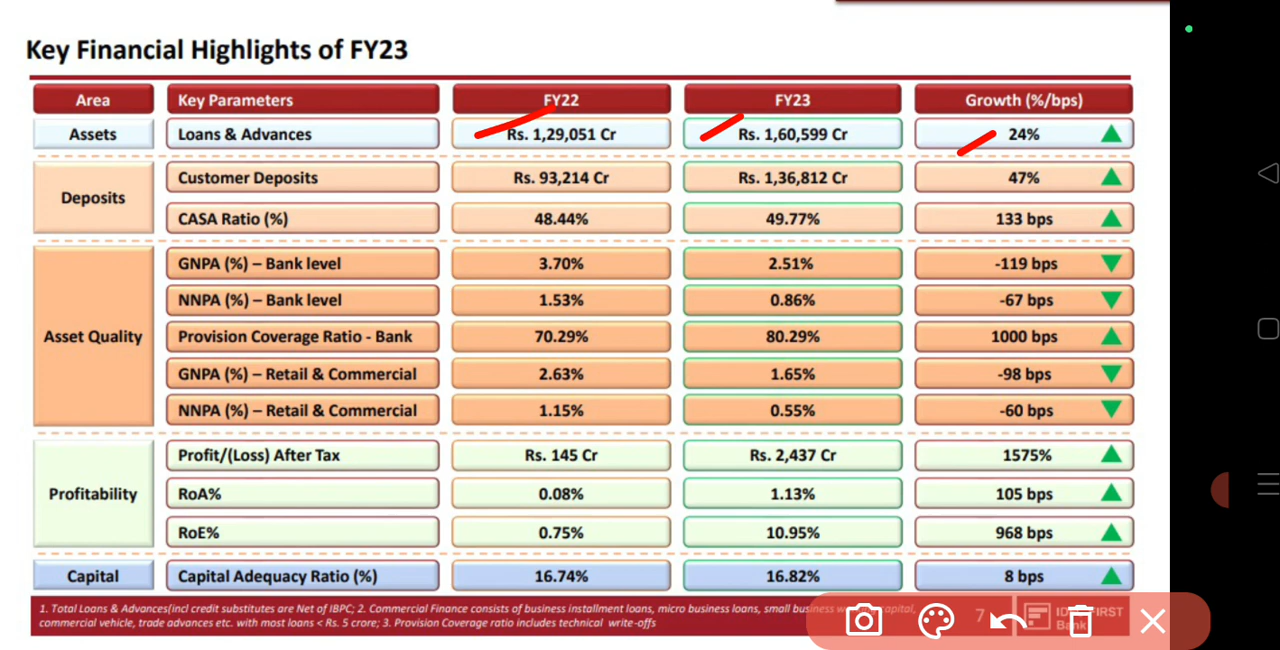 Key Financial Highlights of FY23
Area Key Parameters FY22 FY23 Growth (%/bps)
Assets Loans & Advances Rs. 1,29,051 Cr Rs. 1,60,599 Cr 24%
Deposits
Customer Deposits Rs. 93,214 Cr Rs. 1,36,812 Cr 47%
CASA Ratio (%) 48.44% 49.77% 133 bps
Asset Quality
GNPA (%) – Bank level 3.70% 2.51% -119 bps
NNPA (%) – Bank level 1.53% 0.86% -67 bps
Provision Coverage Ratio - Bank 70.29% 80.29% 1000 bps
GNPA (%) – Retail & Commercial 2.63% 1.65% -98 bps
NNPA (%) – Retail & Commercial 1.15% 0.55% -60 bps
Profitability
Profit/(Loss) After Tax Rs. 145 Cr Rs. 2,437 Cr 1575%
RoA% 0.08% 1.13% 105 bps
RoE% 0.75% 10.95% 968 bps
Capital Capital Adequacy Ratio (%) 16.74% 16.82% 8 bps
1. Total Loans & Advances(incl credit substitutes are Net of IBPC; 2. Commercial Finance consists of business installment loans, micro business loans, small business capital,
commercial vehicle, trade advances etc. with most loans < Rs. 5 crore; 3. Provision Coverage ratio includes technical write-offs
7
FIRST
Bank